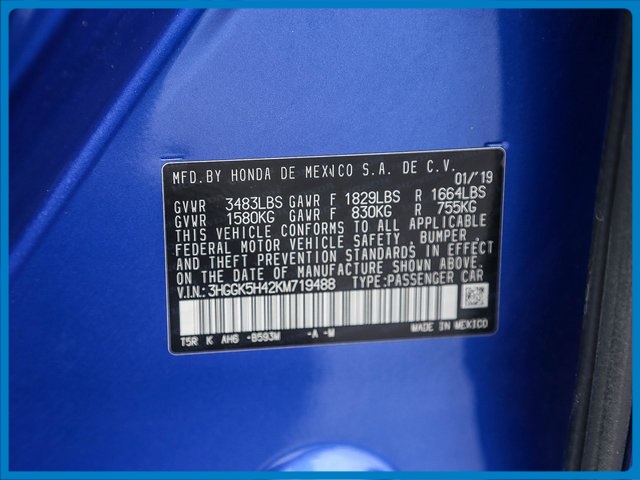 MFD. BY HONDA DE MEXICO S.A. DE C.V.
01/'19
GVWR 3483LBS GAWR F 1829LBS R 1664LBS
GVWR 1580KG GAWR F 830KG R 755KG
THIS VEHICLE CONFORMS TO ALL APPLICABLE
FEDERAL MOTOR VEHICLE SAFETY , BUMPER ,
AND THEFT PREVENTION STANDARDS IN EFFECT
ON THE DATE OF MANUFACTURE SHOWN ABOVE.
V.I.N.: 3HGGK5H42KM719488 TYPE: PASSENGER CAR
T5R K AH6 -B593M -A -M MADE IN MEXICO